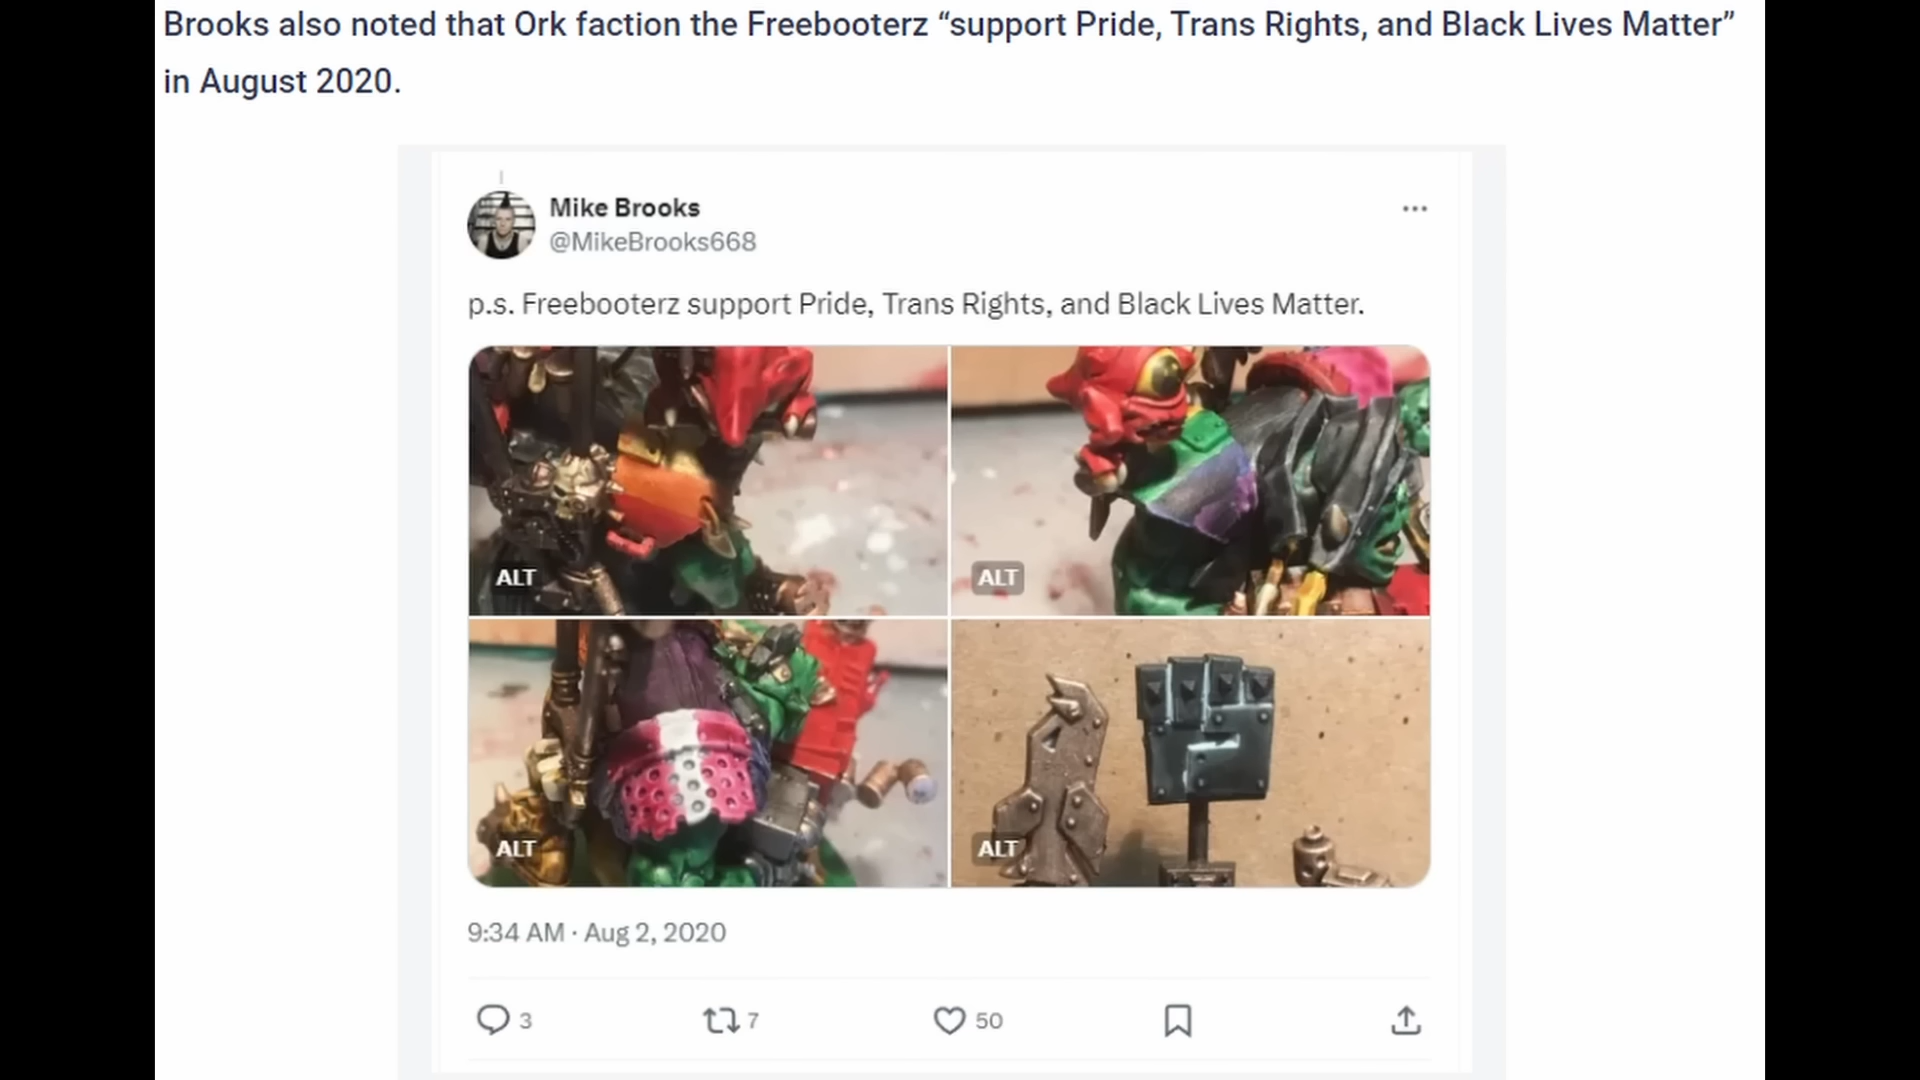 Brooks also noted that Ork faction the Freebooterz “support Pride, Trans Rights, and Black Lives Matter”
in August 2020.
Mike Brooks
@MikeBrooks668
p.s. Freebooterz support Pride, Trans Rights, and Black Lives Matter.
ALT
ALT
ALT
ALT
9:34 AM · Aug 2, 2020
3
7
50